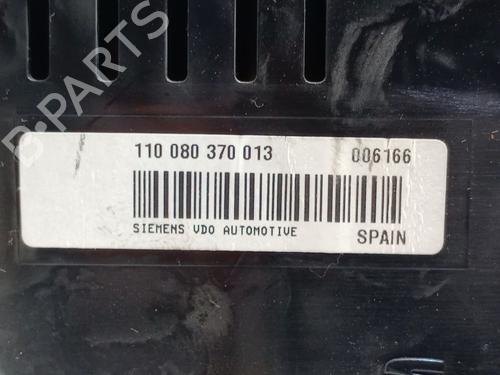 B-PARTS
110 080 370 013 006166
SIEMENS VDO AUTOMOTIVE SPAIN